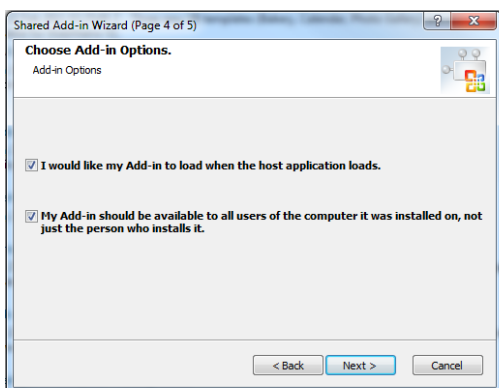 Shared Add-in Wizard (Page 4 of 5)
Choose Add-in Options.
Add-in Options
I would like my Add-in to load when the host application loads.
My Add-in should be available to all users of the computer it was installed on, not
just the person who installs it.
< Back
Next >
Cancel